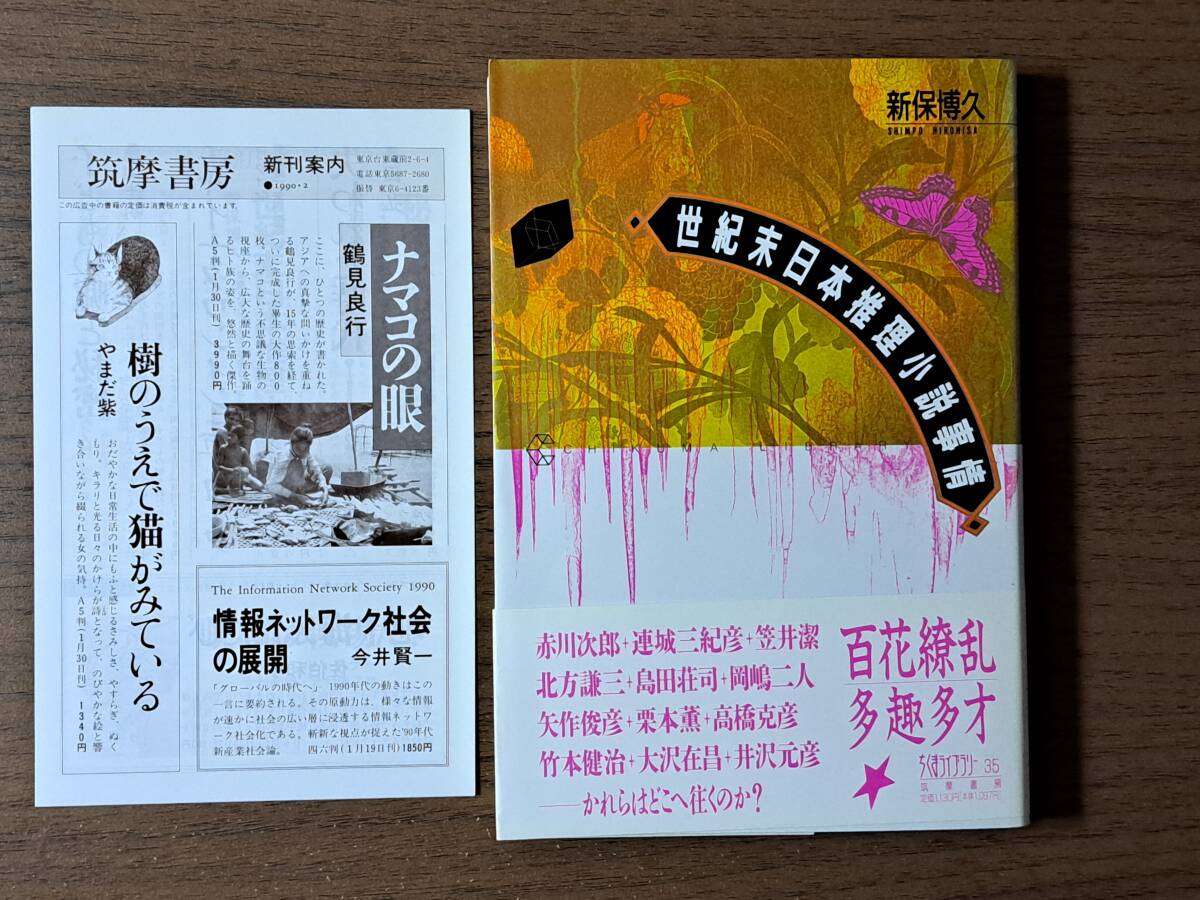 筑摩書房
新刊案内
●1990・2
東京台東蔵前2-6-4
電話東京5687-2680
振替 東京6-4123番
この広告中の書籍の定価は消費税が含まれています。
ナマコの眼
鶴見良行
ここに、ひとつの歴史が書かれた。
アジアへの真摯な問いかけを重ね
る鶴見良行が、15年の思索を経て
ついに完成した畢生の大作800
枚。ナマコという不思議な生物の
視座から、広大な歴史の舞台を踊
るヒト族の姿を、悠然と描く傑作。
A5判(1月30日刊) 3990円
樹のうえで猫がみている
やまだ紫
おだやかな日常生活の中にもふと感じるさみしさ、やすらぎ、ぬく
もり。キラリと光る日々のかけらが詩となって、のびやかな絵と響
き合いながら綴られる女の気持。A5判(1月30日刊) 1340円
The Information Network Society 1990
情報ネットワーク社会
の展開 今井賢一
「グローバルの時代へ」 1990年代の動きはこの
一言に要約される。その原動力は、様々な情報
が速かに社会の広い層に浸透する情報ネットワ
ーク社会化である。斬新な視点が捉えた'90年代
新産業社会論。 四六判(1月19日刊)1850円
新保博久
SHIMPO HIROHISA
世紀末日本推理小説事情
CHIKUMA LIBRARY
赤川次郎+連城三紀彦+笠井潔
北方謙三+島田荘司+岡嶋二人
矢作俊彦+栗本薫+高橋克彦
竹本健治+大沢在昌+井沢元彦
──かれらはどこへ往くのか?
百花繚乱
多趣多才
ちくまライブラリー 35
筑摩書房
定価1,130円(本体1,097円)